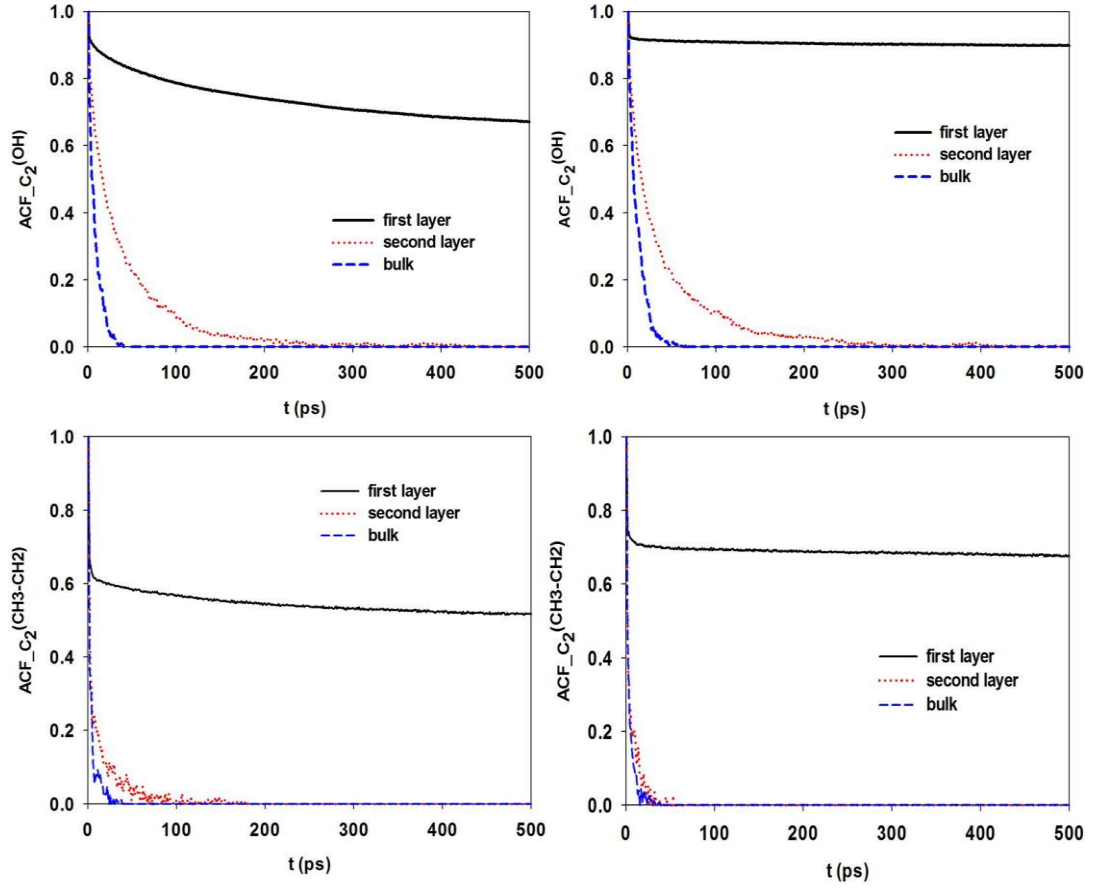 ACF_C2(OH)
1.0
0.8
0.6
0.4
0.2
0.0
first layer
second layer
bulk
0 100 200 300 400 500
t (ps)
ACF_C2(OH)
1.0
0.8
0.6
0.4
0.2
0.0
first layer
second layer
bulk
0 100 200 300 400 500
t (ps)
ACF_C2(CH3-CH2)
1.0
0.8
0.6
0.4
0.2
0.0
first layer
second layer
bulk
0 100 200 300 400 500
t (ps)
ACF_C2(CH3-CH2)
1.0
0.8
0.6
0.4
0.2
0.0
first layer
second layer
bulk
0 100 200 300 400 500
t (ps)